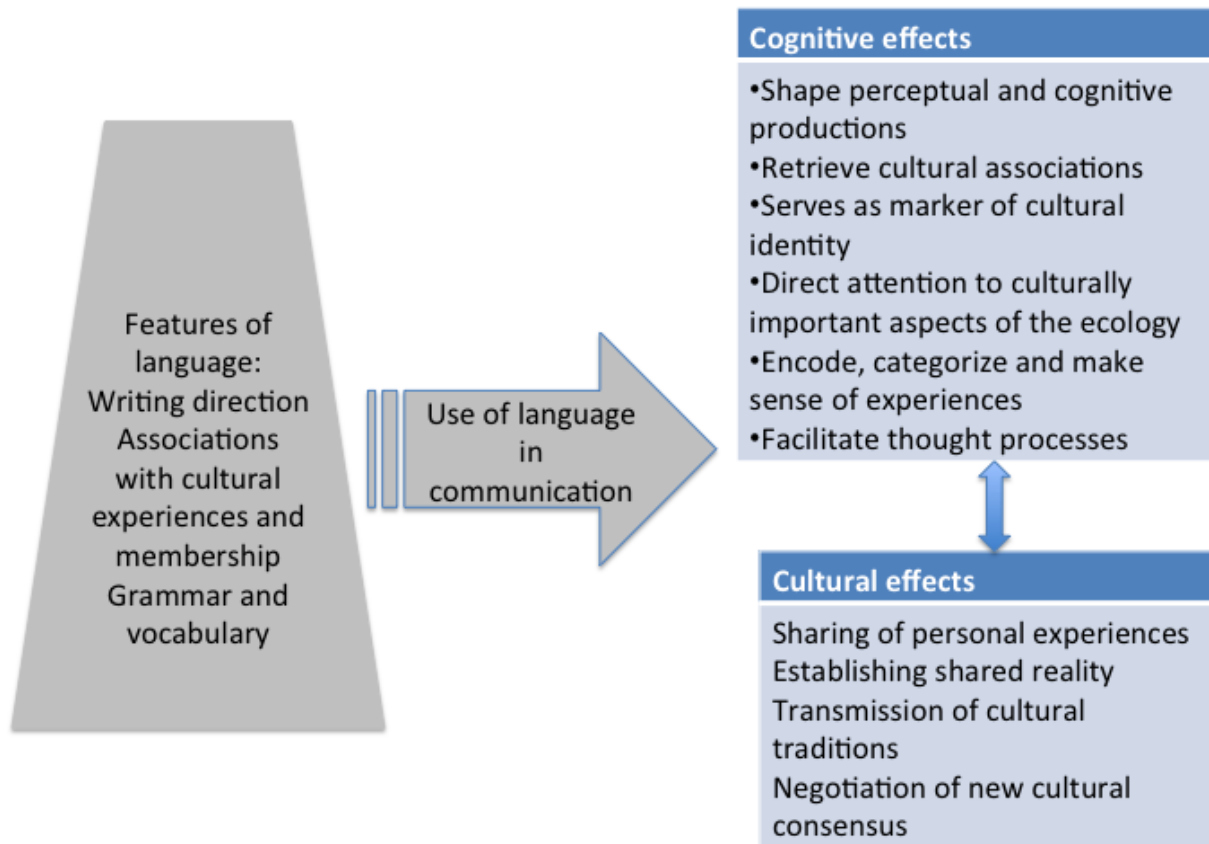 Features of
language:
Writing direction
Associations
with cultural
experiences and
membership
Grammar and
vocabulary
Use of language
in
communication
Cognitive effects
•Shape perceptual and cognitive
productions
•Retrieve cultural associations
•Serves as marker of cultural
identity
•Direct attention to culturally
important aspects of the ecology
•Encode, categorize and make
sense of experiences
•Facilitate thought processes
Cultural effects
Sharing of personal experiences
Establishing shared reality
Transmission of cultural
traditions
Negotiation of new cultural
consensus